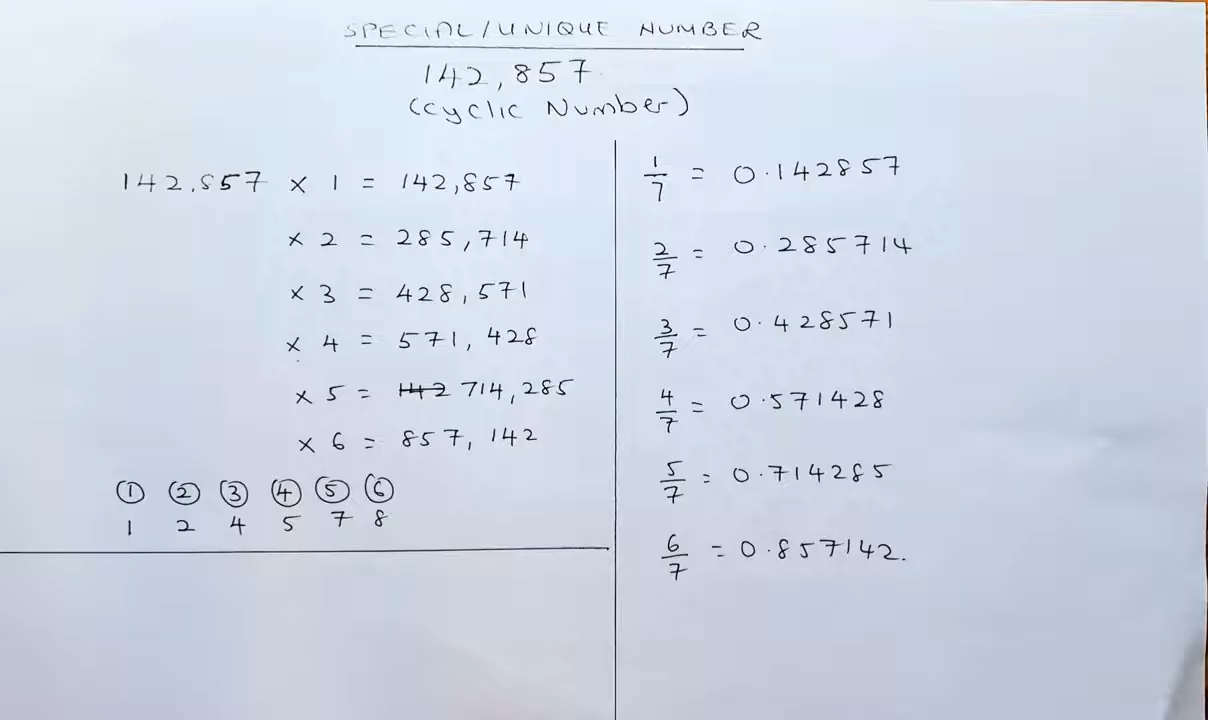 SPECIAL/UNIQUE NUMBER
142,857
(cyclic Number)
142,857 × 1 = 142,857
× 2 = 285,714
× 3 = 428,571
× 4 = 571,428
× 5 = 142 714,285
× 6 = 857,142
① ② ③ ④ ⑤ ⑥
1 2 4 5 7 8
1/7 = 0.142857
2/7 = 0.285714
3/7 = 0.428571
4/7 = 0.571428
5/7 = 0.714285
6/7 = 0.857142.